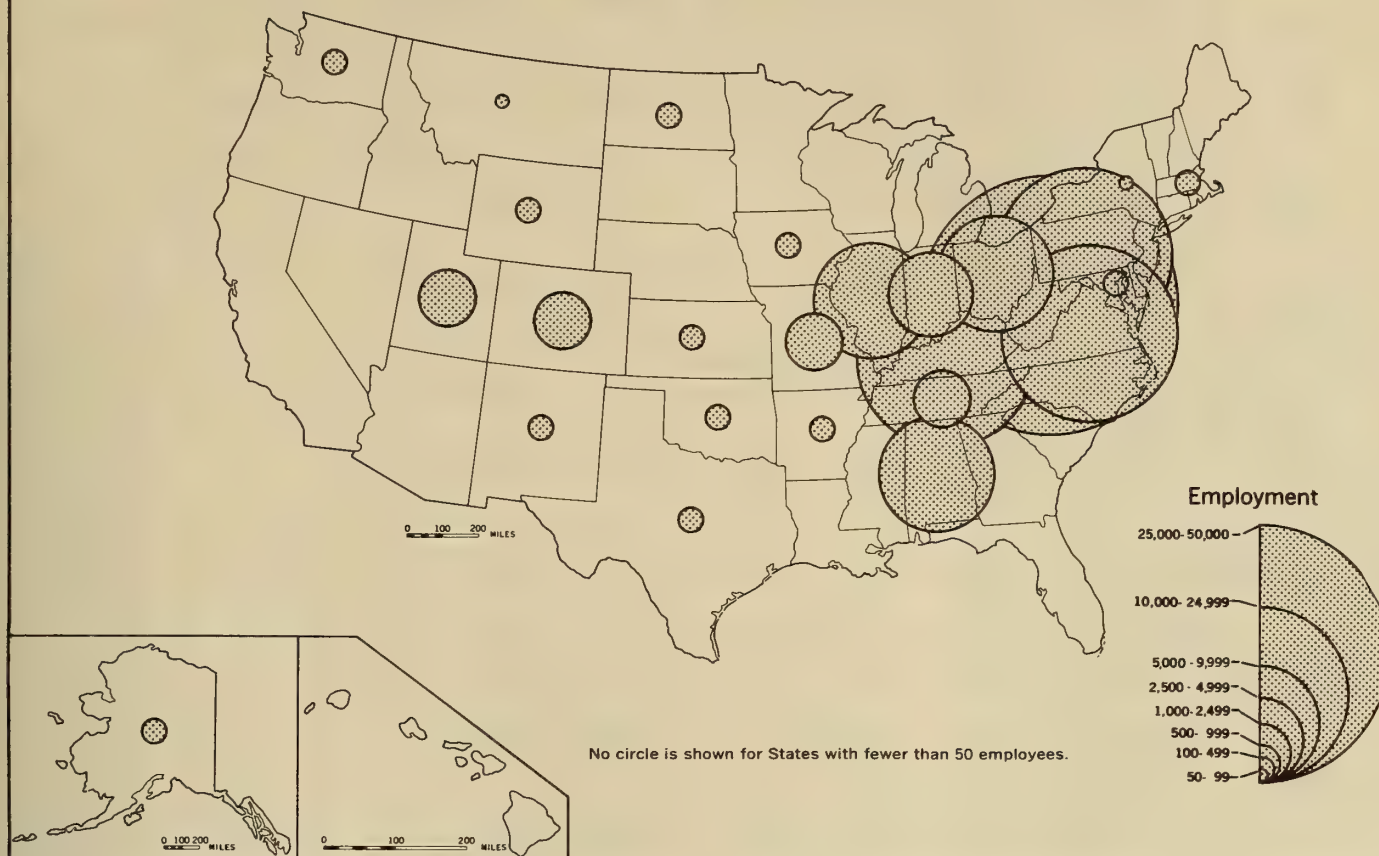 0 100 200
MILES
Employment
25,000-50,000
10,000-24,999
5,000-9,999
2,500-4,999
1,000-2,499
500-999
100-499
50-99
No circle is shown for States with fewer than 50 employees.
0 100 200
MILES
0 100 200
MILES